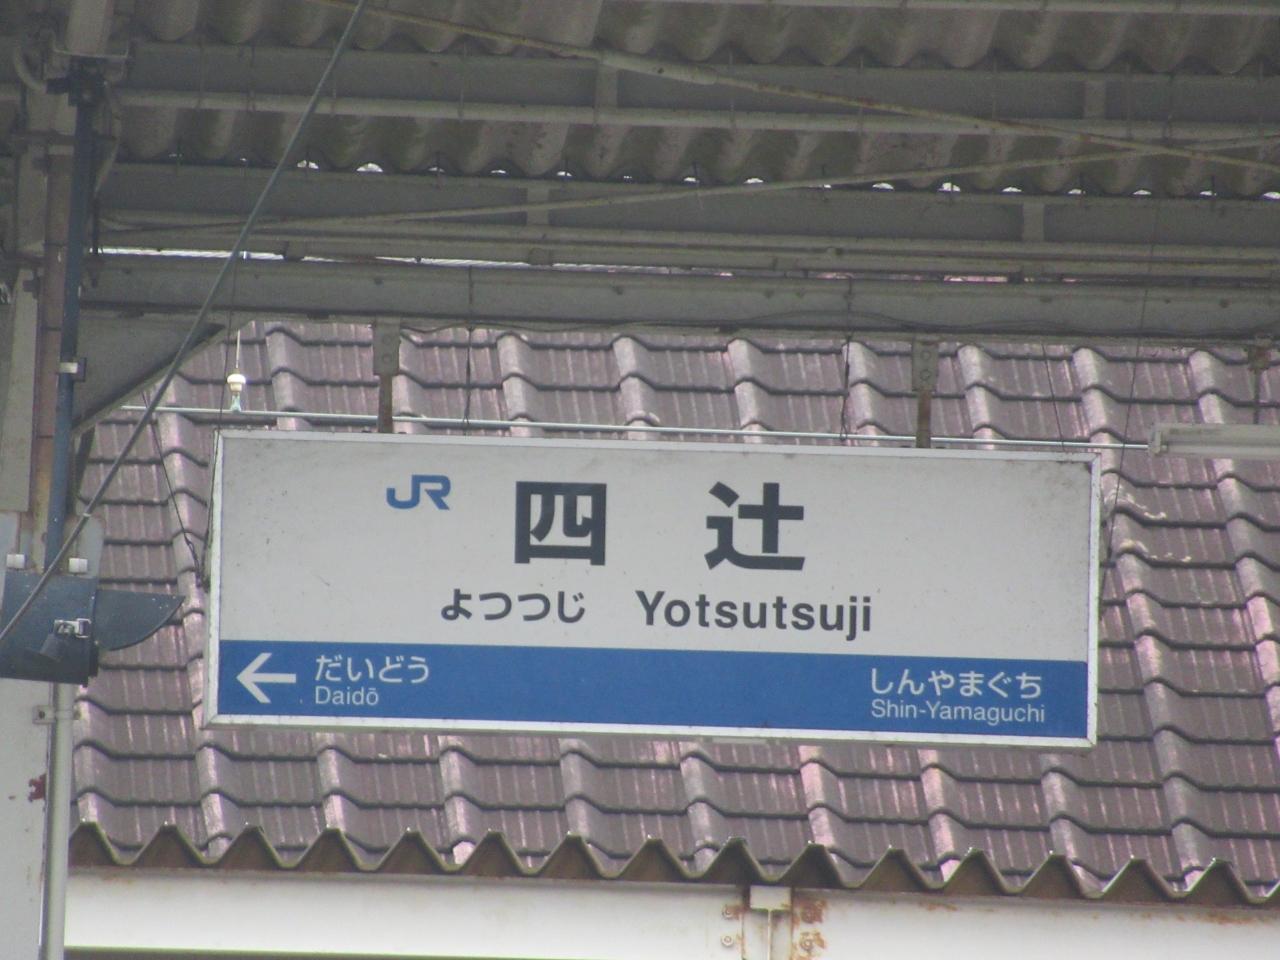 JR 四辻
よつつじ Yotsutsuji
← だいどう しんやまぐち
Daidō Shin-Yamaguchi